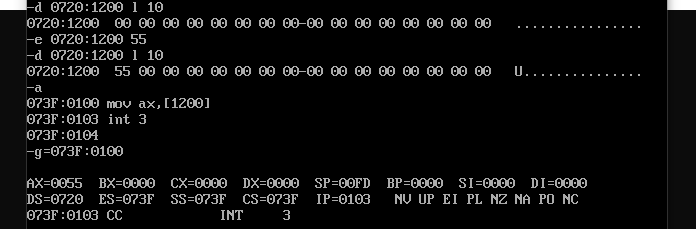 -d 0720:1200 l 10
0720:1200  00 00 00 00 00 00 00 00-00 00 00 00 00 00 00 00   ................
-e 0720:1200 55
-d 0720:1200 l 10
0720:1200  55 00 00 00 00 00 00 00-00 00 00 00 00 00 00 00   U...............
-a
073F:0100 mov ax,[1200]
073F:0103 int 3
073F:0104
-g=073F:0100
AX=0055  BX=0000  CX=0000  DX=0000  SP=00FD  BP=0000  SI=0000  DI=0000
DS=0720  ES=073F  SS=073F  CS=073F  IP=0103   NV UP EI PL NZ NA PO NC
073F:0103 CC            INT     3